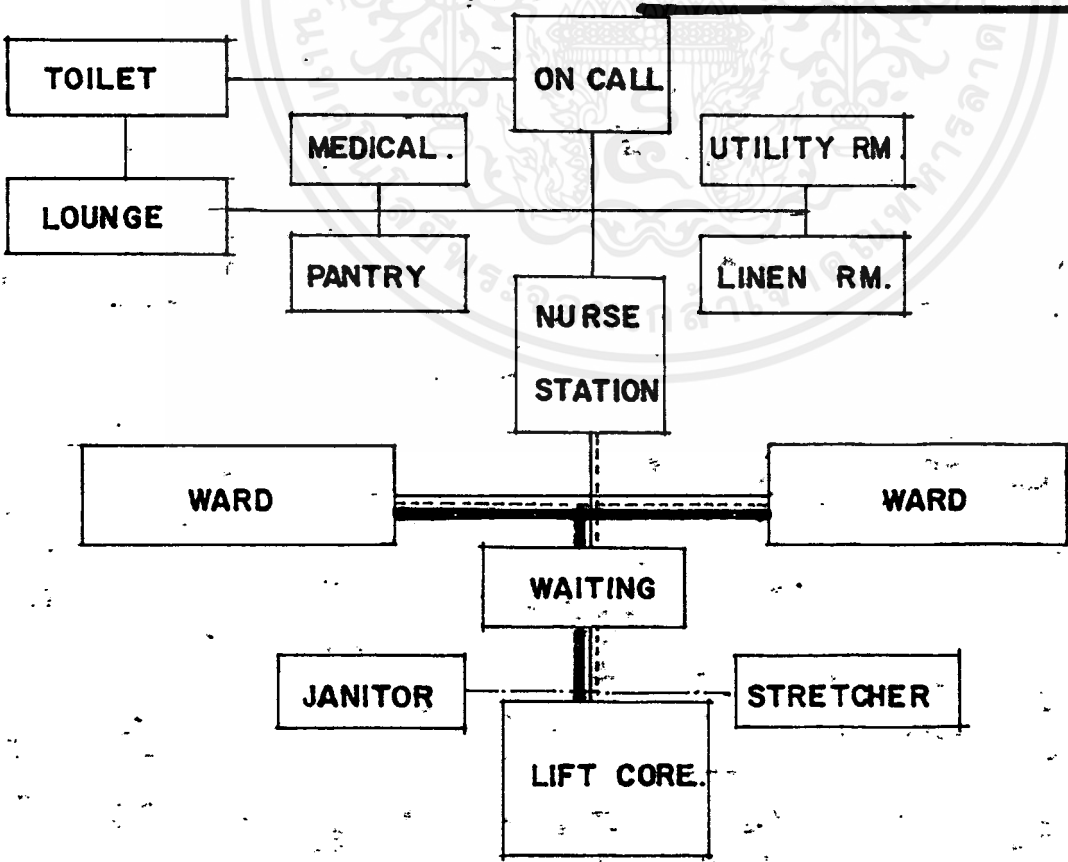 TOILET
ON CALL
MEDICAL.
UTILITY RM
LOUNGE
PANTRY
LINEN RM.
NURSE
STATION
WARD
WARD
WAITING
JANITOR
STRETCHER
LIFT CORE.